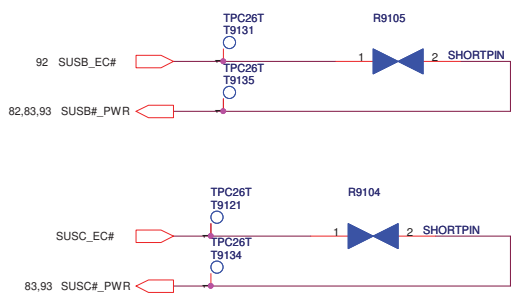 TPC26T
T9131
R9105
92 SUSB_EC#
1
2 SHORTPIN
TPC26T
T9135
82,83,93 SUSB#_PWR
TPC26T
T9121
R9104
SUSC_EC#
1
2 SHORTPIN
TPC26T
T9134
83,93 SUSC#_PWR